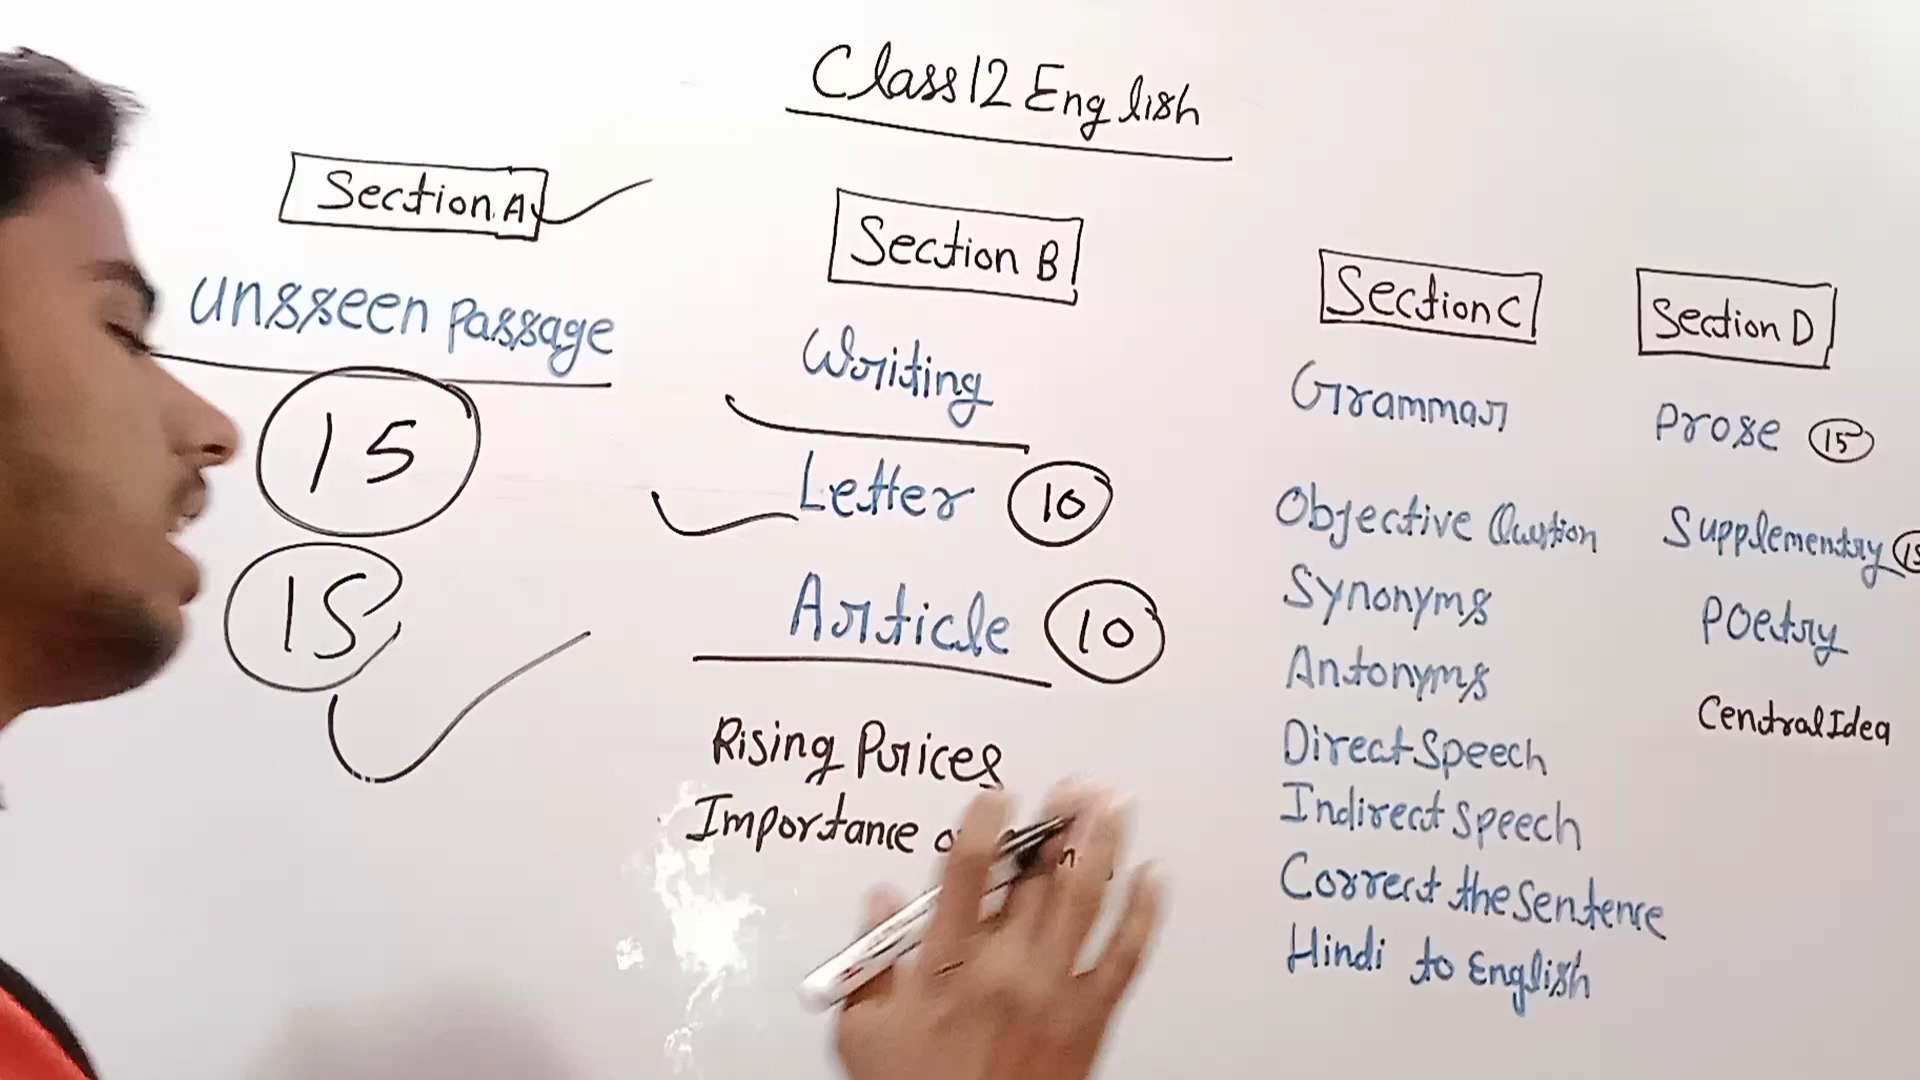 Class 12 English
Section A
Unsseen Passage
15
15
Section B
Writing
Letter 10
Article 10
Rising Prices
Importance
Section C
Grammar
Objective Question
Synonyms
Antonyms
Direct Speech
Indirect Speech
Correct the Sentence
Hindi to English
Section D
Prose 15
Supplementry
Poetry
Central Idea